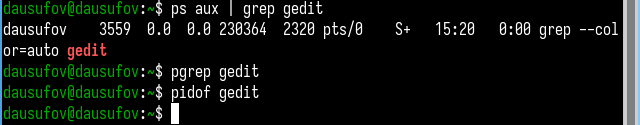 dausufov@dausufov:~$ ps aux | grep gedit
dausufov    3559  0.0  0.0 230364  2320 pts/0    S+   15:20   0:00 grep --col
or=auto gedit
dausufov@dausufov:~$ pgrep gedit
dausufov@dausufov:~$ pidof gedit
dausufov@dausufov:~$